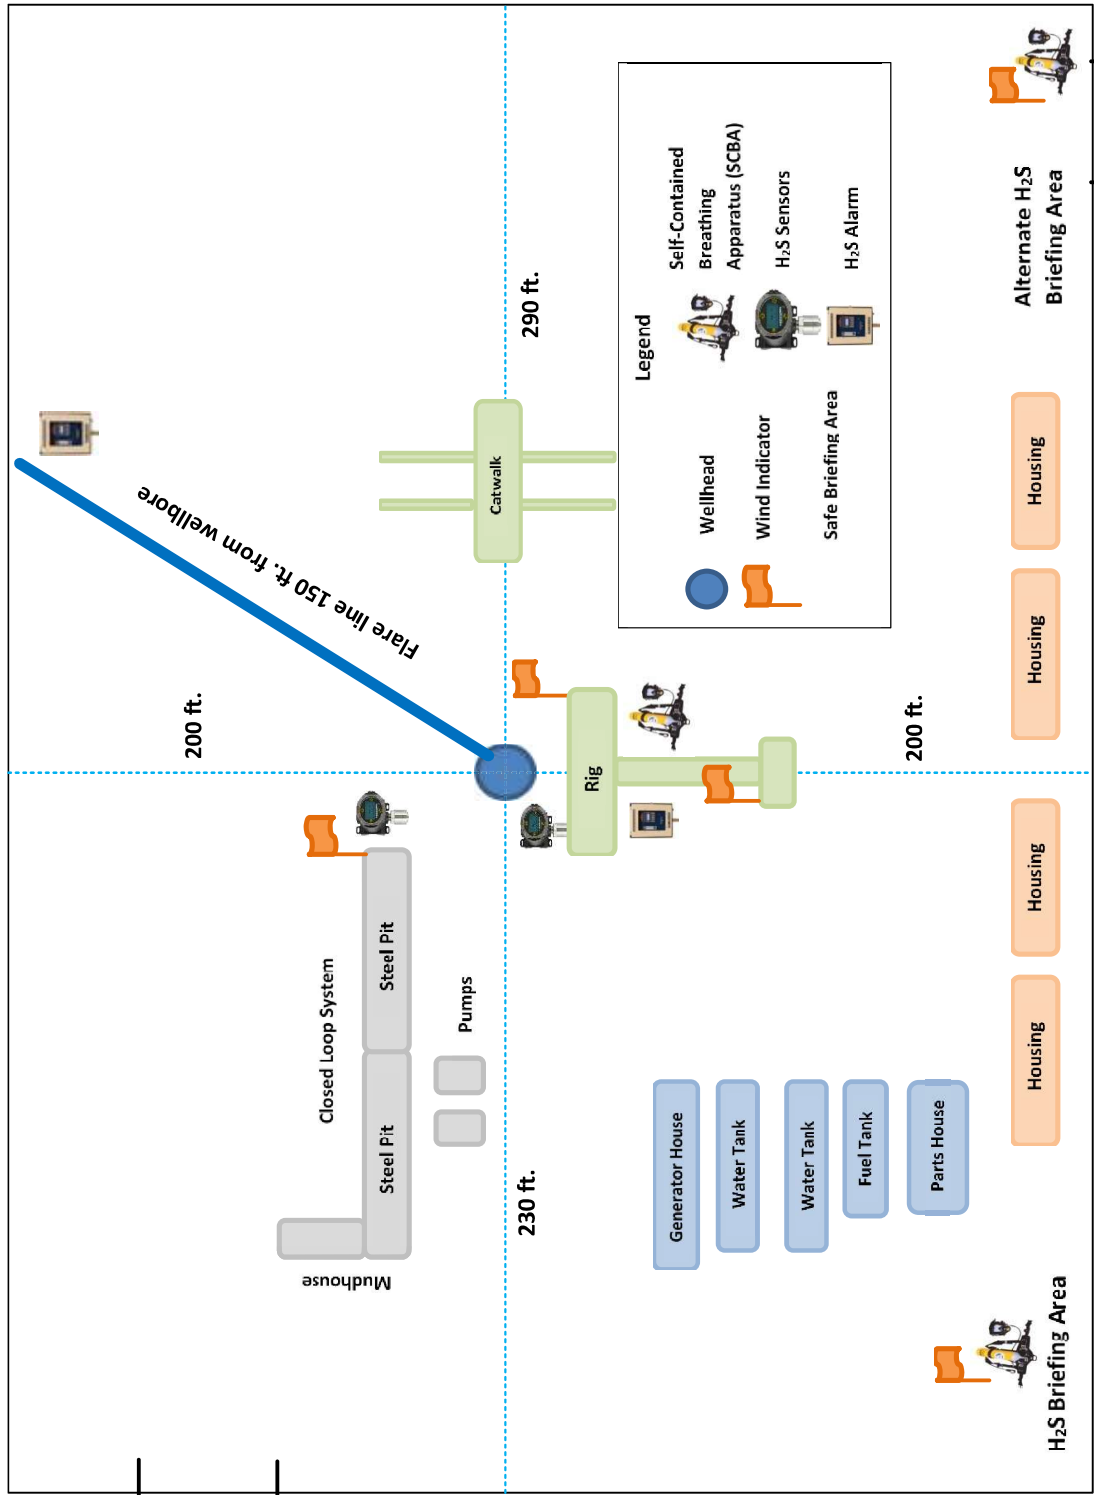 200 ft.
Flare line 150 ft. from wellbore
290 ft.
Catwalk
Closed Loop System
Steel Pit
Steel Pit
Mudhouse
Pumps
230 ft.
Rig
200 ft.
Legend
Wellhead
Wind Indicator
Safe Briefing Area
Self-Contained
Breathing
Apparatus (SCBA)
H₂S Sensors
H₂S Alarm
Generator House
Water Tank
Water Tank
Fuel Tank
Parts House
Housing
Housing
Housing
Housing
H₂S Briefing Area
Alternate H₂S
Briefing Area